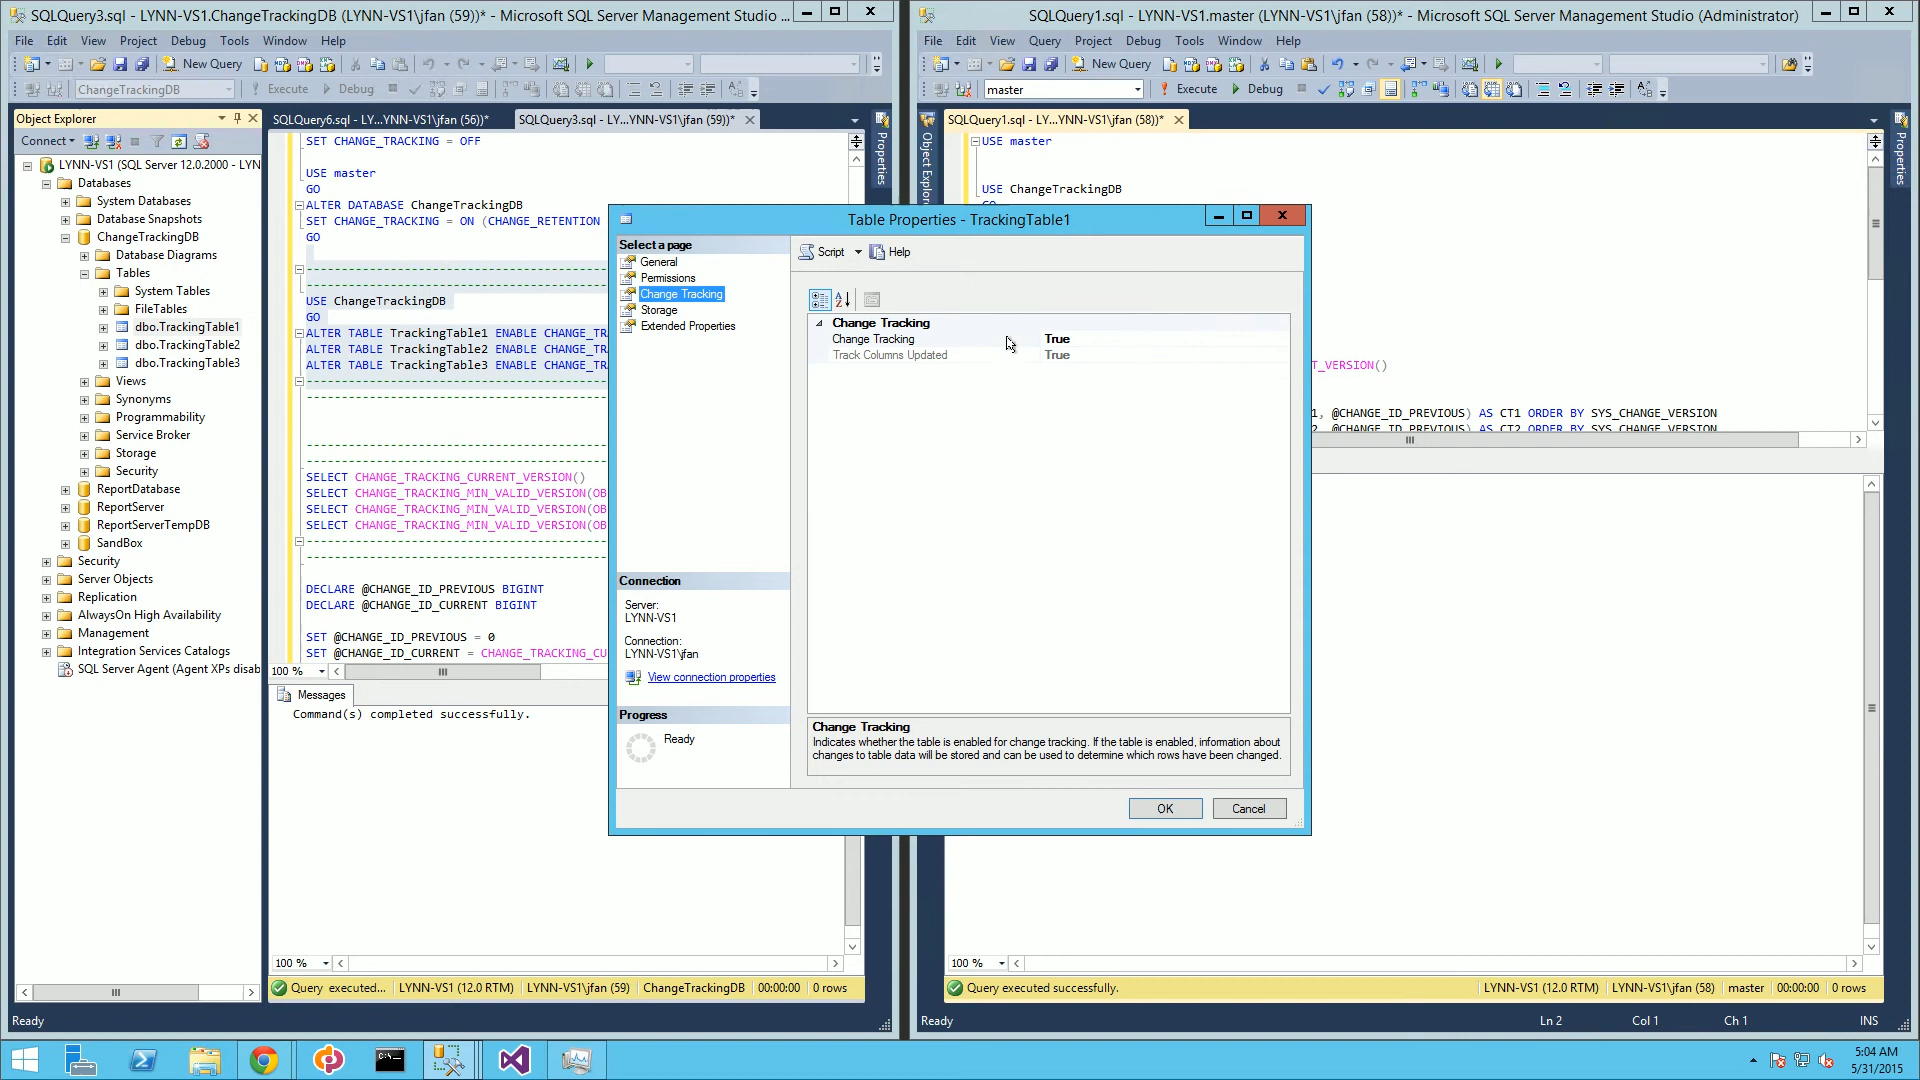 SQLQuery3.sql - LYNN-VS1.ChangeTrackingDB (LYNN-VS1\jfan (59))* - Microsoft SQL Server Management Studio ...
File Edit View Project Debug Tools Window Help
New Query
ChangeTrackingDB
Execute
Debug
Object Explorer
Connect
LYNN-VS1 (SQL Server 12.0.2000 - LYN
Databases
System Databases
Database Snapshots
ChangeTrackingDB
Database Diagrams
Tables
System Tables
FileTables
dbo.TrackingTable1
dbo.TrackingTable2
dbo.TrackingTable3
Views
Synonyms
Programmability
Service Broker
Storage
Security
ReportDatabase
ReportServer
ReportServerTempDB
SandBox
Security
Server Objects
Replication
AlwaysOn High Availability
Management
Integration Services Catalogs
SQL Server Agent (Agent XPs disab
SQLQuery6.sql - LY...YNN-VS1\jfan (56))*
SQLQuery3.sql - LY...YNN-VS1\jfan (59))*
Properties
SET CHANGE_TRACKING = OFF
USE master
GO
ALTER DATABASE ChangeTrackingDB
SET CHANGE_TRACKING = ON (CHANGE_RETENTION
GO
USE ChangeTrackingDB
GO
ALTER TABLE TrackingTable1 ENABLE CHANGE_TR
ALTER TABLE TrackingTable2 ENABLE CHANGE_TR
ALTER TABLE TrackingTable3 ENABLE CHANGE_TR
SELECT CHANGE_TRACKING_CURRENT_VERSION()
SELECT CHANGE_TRACKING_MIN_VALID_VERSION(OB
SELECT CHANGE_TRACKING_MIN_VALID_VERSION(OB
SELECT CHANGE_TRACKING_MIN_VALID_VERSION(OB
DECLARE @CHANGE_ID_PREVIOUS BIGINT
DECLARE @CHANGE_ID_CURRENT BIGINT
SET @CHANGE_ID_PREVIOUS = 0
SET @CHANGE_ID_CURRENT = CHANGE_TRACKING_CU
100 %
Messages
Command(s) completed successfully.
100 %
Query executed... LYNN-VS1 (12.0 RTM) LYNN-VS1\jfan (59) ChangeTrackingDB 00:00:00 0 rows
Ready
Table Properties - TrackingTable1
Select a page
General
Permissions
Change Tracking
Storage
Extended Properties
Connection
Server:
LYNN-VS1
Connection:
LYNN-VS1\jfan
View connection properties
Progress
Ready
Script Help
Change Tracking
Change Tracking True
Track Columns Updated True
Change Tracking
Indicates whether the table is enabled for change tracking. If the table is enabled, information about
changes to table data will be stored and can be used to determine which rows have been changed.
OK Cancel
SQLQuery1.sql - LYNN-VS1.master (LYNN-VS1\jfan (58))* - Microsoft SQL Server Management Studio (Administrator)
File Edit View Query Project Debug Tools Window Help
New Query
master
Execute
Debug
Object Explor
SQLQuery1.sql - LY...YNN-VS1\jfan (58))*
Properties
USE master
USE ChangeTrackingDB
T_VERSION()
1, @CHANGE_ID_PREVIOUS) AS CT1 ORDER BY SYS_CHANGE_VERSION
2, @CHANGE_ID_PREVIOUS) AS CT2 ORDER BY SYS_CHANGE_VERSION
100 %
Query executed successfully. LYNN-VS1 (12.0 RTM) LYNN-VS1\jfan (58) master 00:00:00 0 rows
Ready Ln 2 Col 1 Ch 1 INS
5:04 AM
5/31/2015